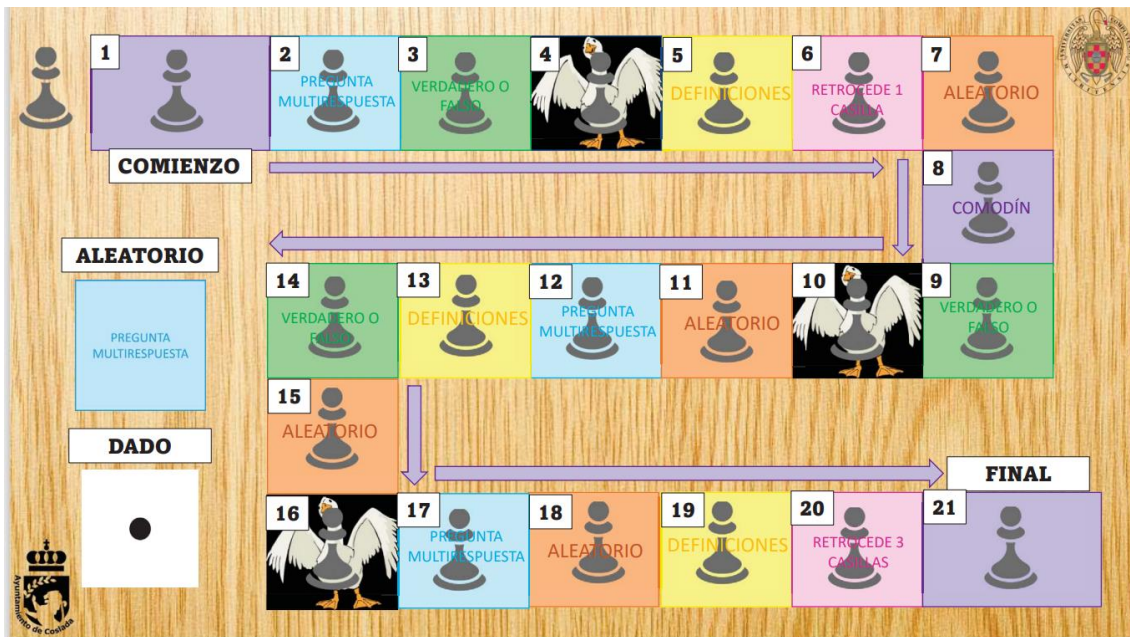 1
2
PREGUNTA
MULTIRESPUESTA
3
VERDADERO O
FALSO
4
5
DEFINICIONES
6
RETROCEDE 1
CASILLA
7
ALEATORIO
COMIENZO
8
COMODÍN
ALEATORIO
PREGUNTA
MULTIRESPUESTA
14
VERDADERO O
FALSO
13
DEFINICIONES
12
PREGUNTA
MULTIRESPUESTA
11
ALEATORIO
10
9
VERDADERO O
FALSO
15
ALEATORIO
DADO
FINAL
16
17
PREGUNTA
MULTIRESPUESTA
18
ALEATORIO
19
DEFINICIONES
20
RETROCEDE 3
CASILLAS
21
Ayuntamiento de Coslada